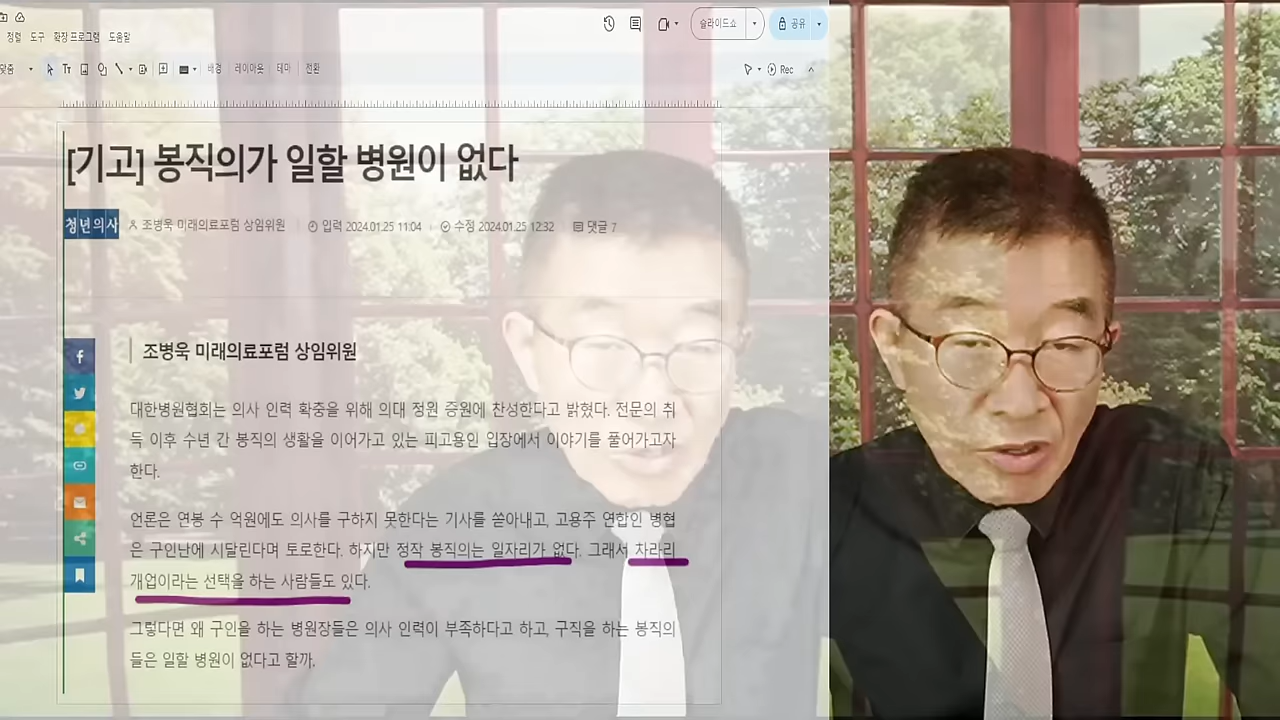 정렬 도구 확장 프로그램 도움말
슬라이드쇼
공유
맞춤
Tт
배경 레이아웃 테마 전환
Rec
[기고] 봉직의가 일할 병원이 없다
청년의사
조병욱 미래의료포럼 상임위원
입력 2024.01.25 11:04
수정 2024.01.25 12:32
댓글 7
조병욱 미래의료포럼 상임위원
대한병원협회는 의사 인력 확충을 위해 의대 정원 증원에 찬성한다고 밝혔다. 전문의 취
득 이후 수년 간 봉직의 생활을 이어가고 있는 피고용인 입장에서 이야기를 풀어가고자
한다.
언론은 연봉 수 억원에도 의사를 구하지 못한다는 기사를 쏟아내고, 고용주 연합인 병협
은 구인난에 시달린다며 토로한다. 하지만 정작 봉직의는 일자리가 없다. 그래서 차라리
개업이라는 선택을 하는 사람들도 있다.
그렇다면 왜 구인을 하는 병원장들은 의사 인력이 부족하다고 하고, 구직을 하는 봉직의
들은 일할 병원이 없다고 할까.